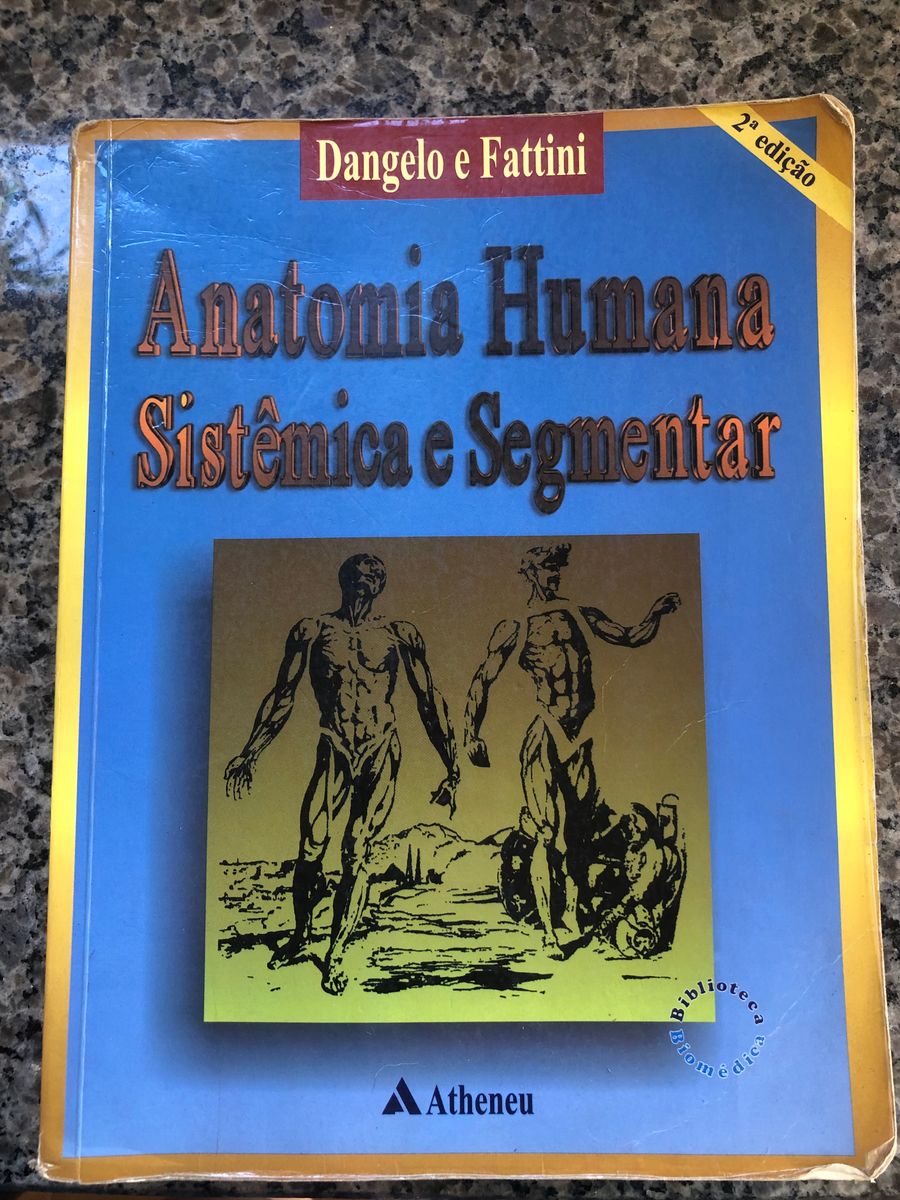 Dangelo e Fattini
2ª edição
Anatomia Humana
Sistêmica e Segmentar
Biblioteca
Biomédica
Atheneu